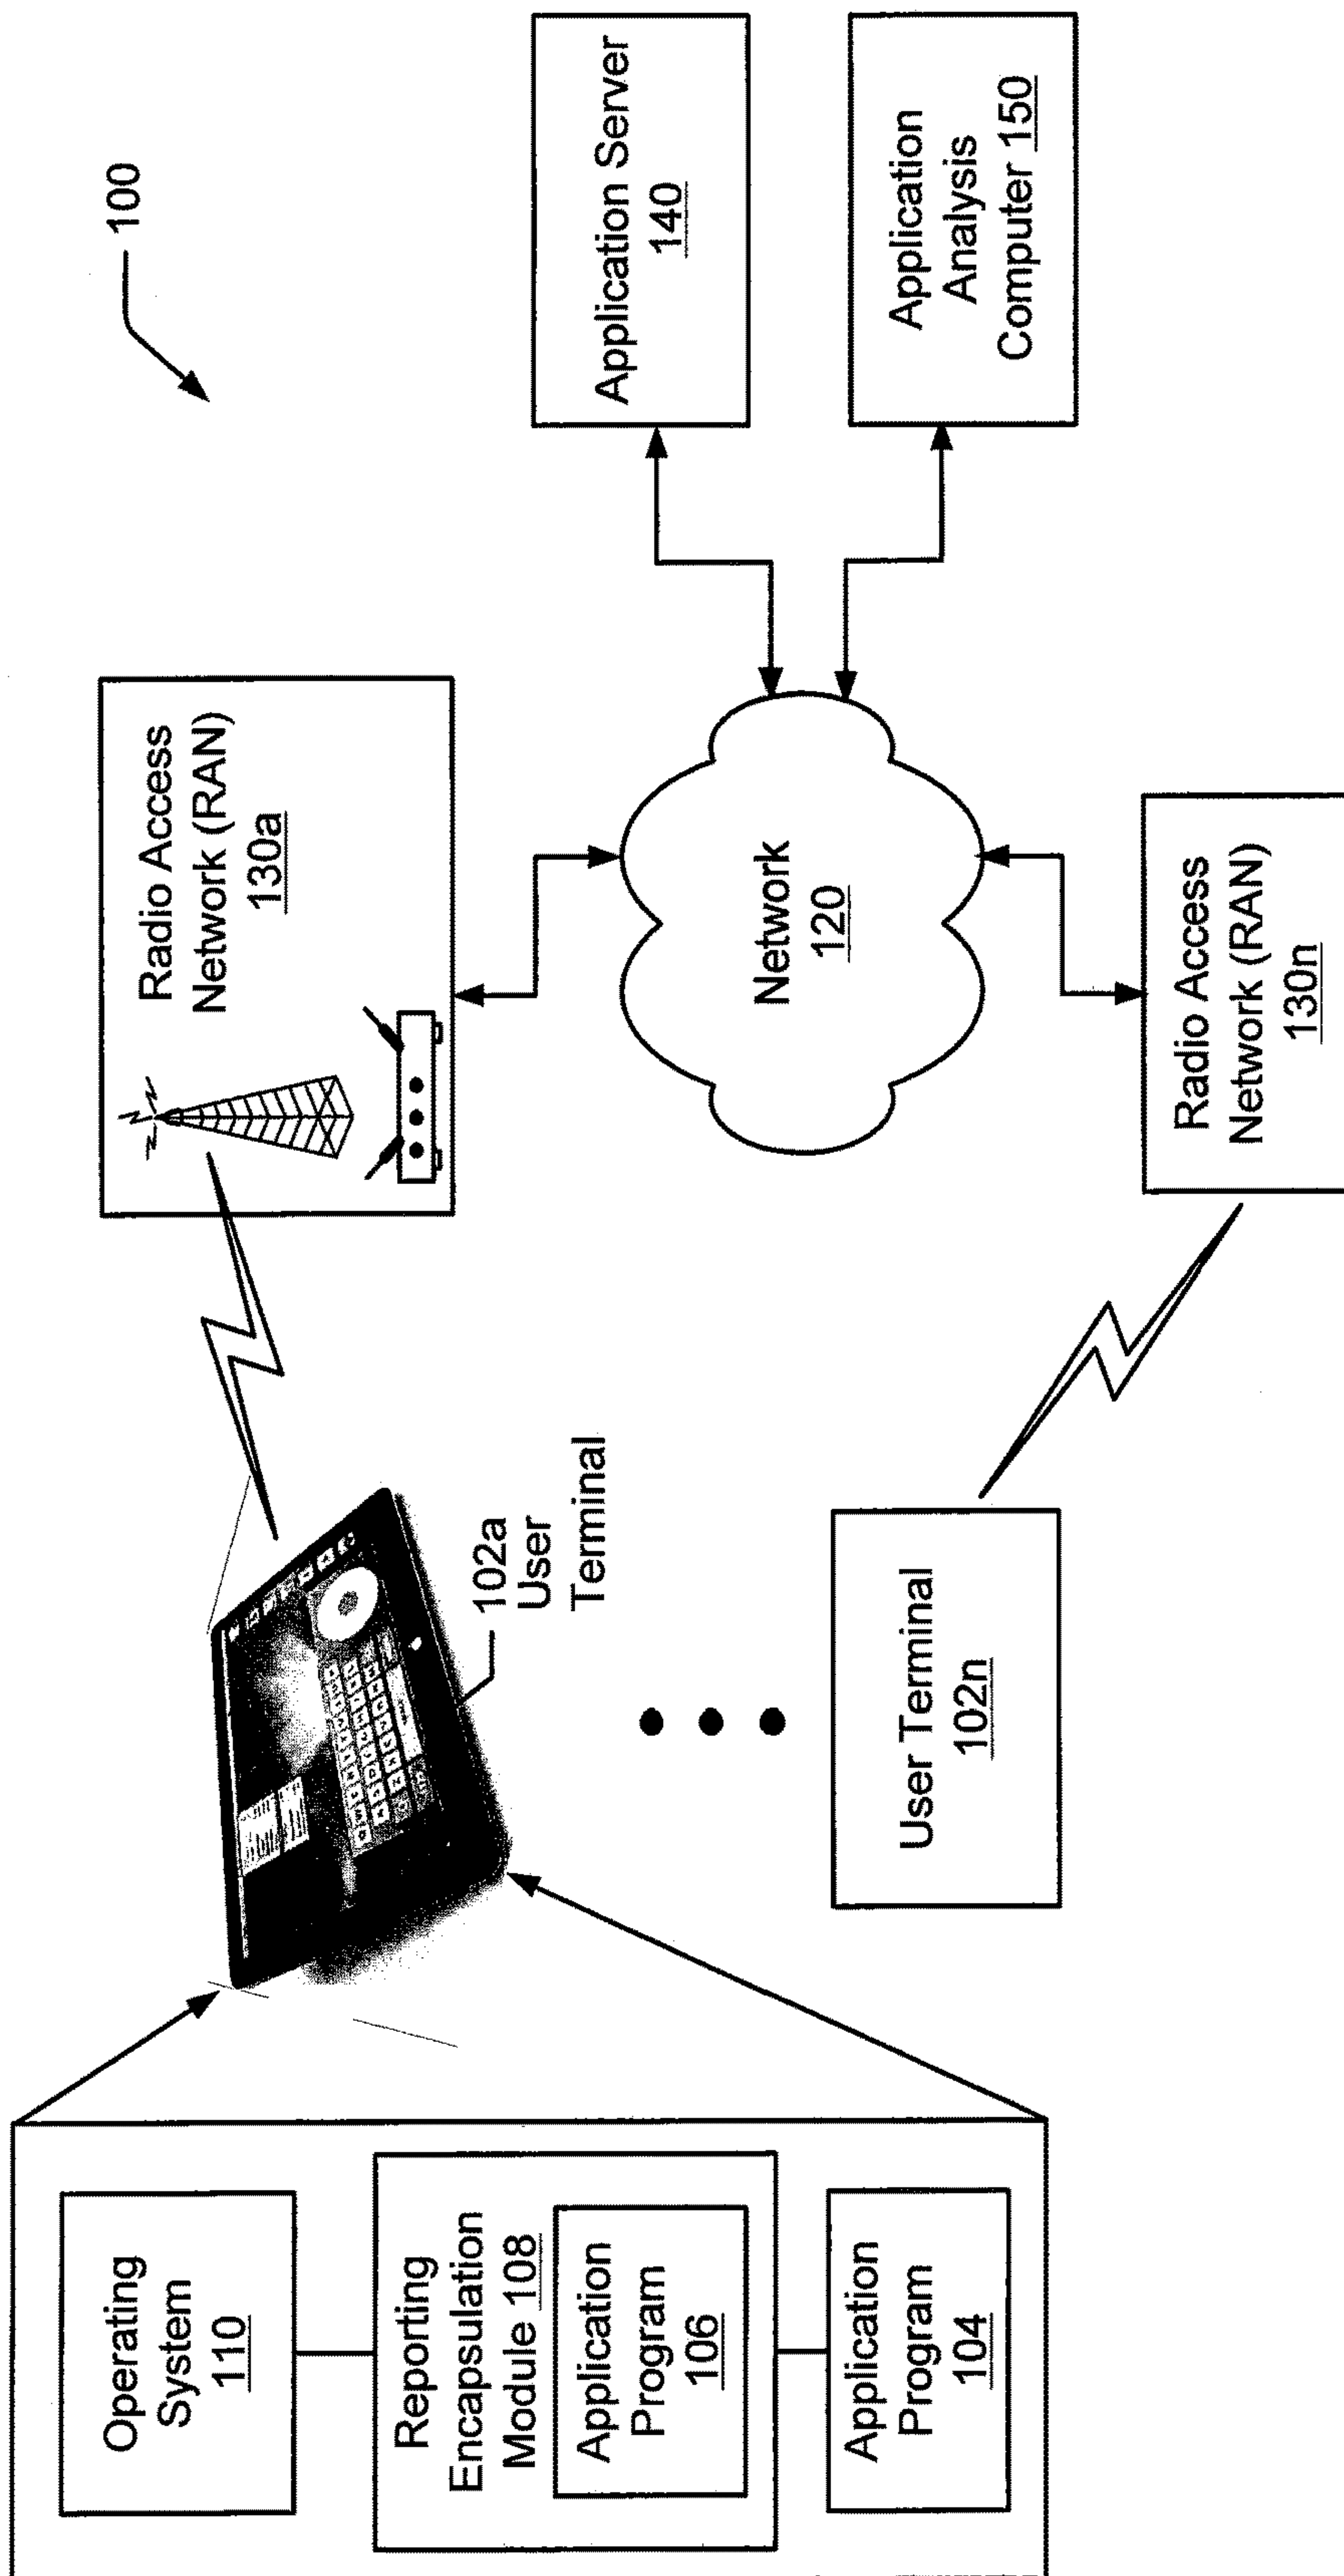 100
Operating
System
110
Reporting
Encapsulation
Module 108
Application
Program
106
Application
Program
104
102a
User
Terminal
User Terminal
102n
Radio Access
Network (RAN)
130a
Network
120
Radio Access
Network (RAN)
130n
Application Server
140
Application
Analysis
Computer 150